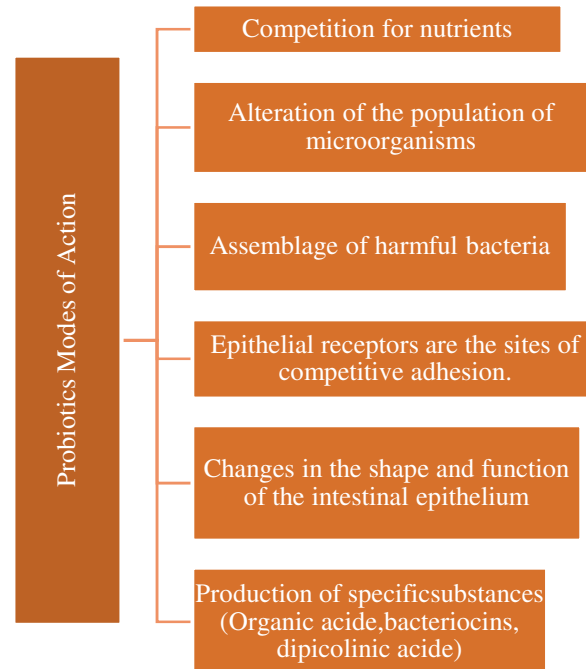 Probiotics Modes of Action
Competition for nutrients
Alteration of the population of
microorganisms
Assemblage of harmful bacteria
Epithelial receptors are the sites of
competitive adhesion.
Changes in the shape and function
of the intestinal epithelium
Production of specificsubstances
(Organic acide,bacteriocins,
dipicolinic acide)